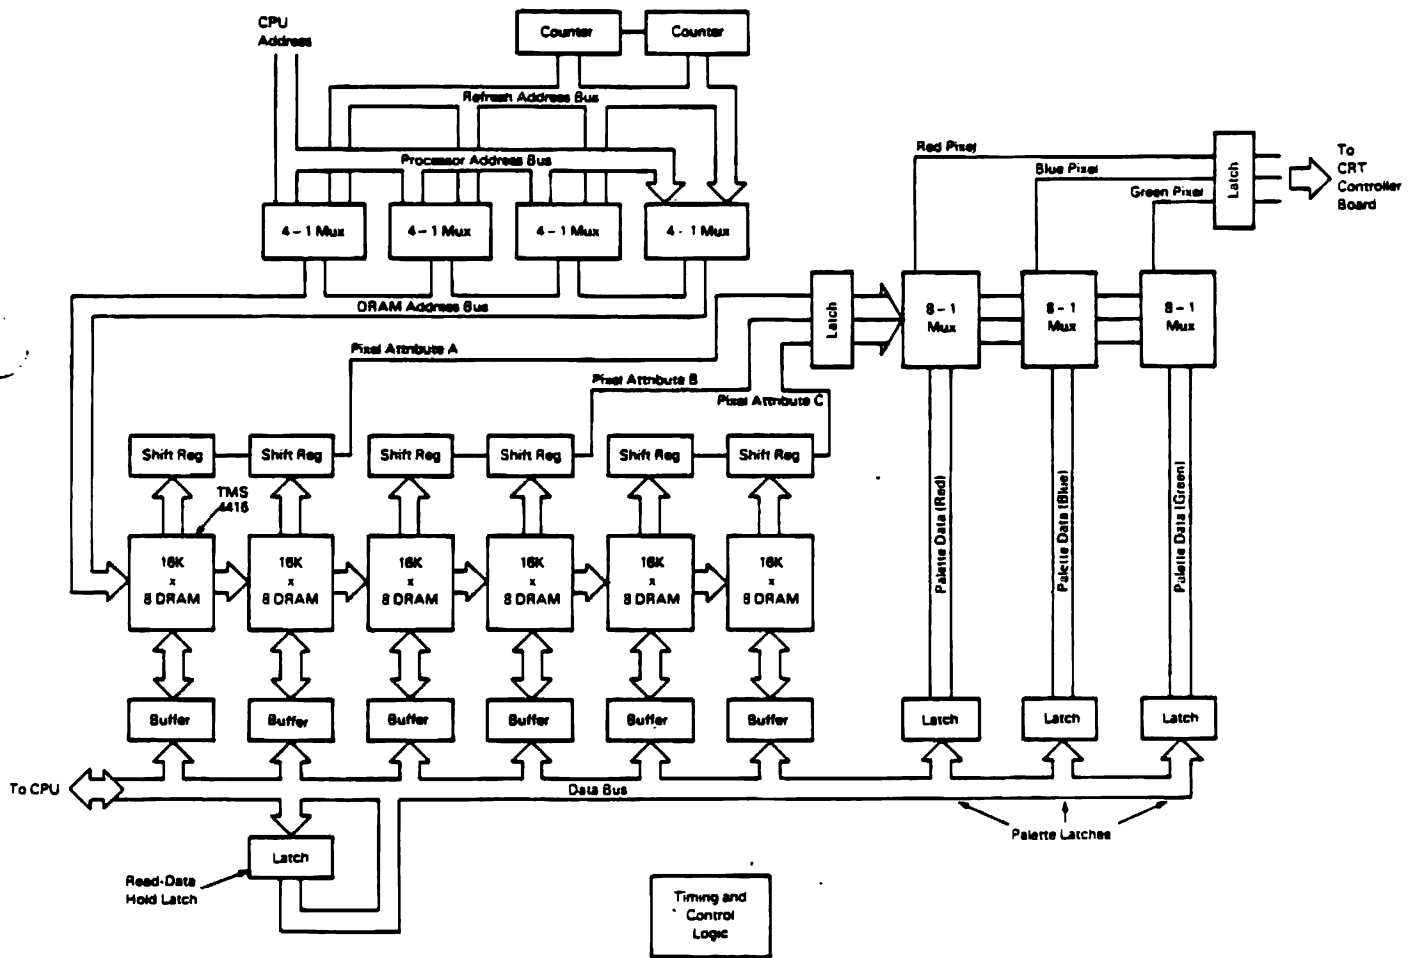 CPU
Address
Counter
Counter
Refresh Address Bus
Processor Address Bus
Red Pixel
Blue Pixel
Green Pixel
Latch
To
CRT
Controller
Board
4 - 1 Mux
4 - 1 Mux
4 - 1 Mux
4 - 1 Mux
DRAM Address Bus
Latch
8 - 1
Mux
8 - 1
Mux
8 - 1
Mux
Pixel Attribute A
Pixel Attribute B
Pixel Attribute C
Shift Reg
Shift Reg
Shift Reg
Shift Reg
Shift Reg
Shift Reg
TMS
4416
16K
x
8 DRAM
16K
x
8 DRAM
16K
x
8 DRAM
16K
x
8 DRAM
16K
x
8 DRAM
16K
x
8 DRAM
Palette Data (Red)
Palette Data (Blue)
Palette Data (Green)
Buffer
Buffer
Buffer
Buffer
Buffer
Buffer
Latch
Latch
Latch
To CPU
Data Bus
Palette Latches
Latch
Read-Data
Hold Latch
Timing and
Control
Logic